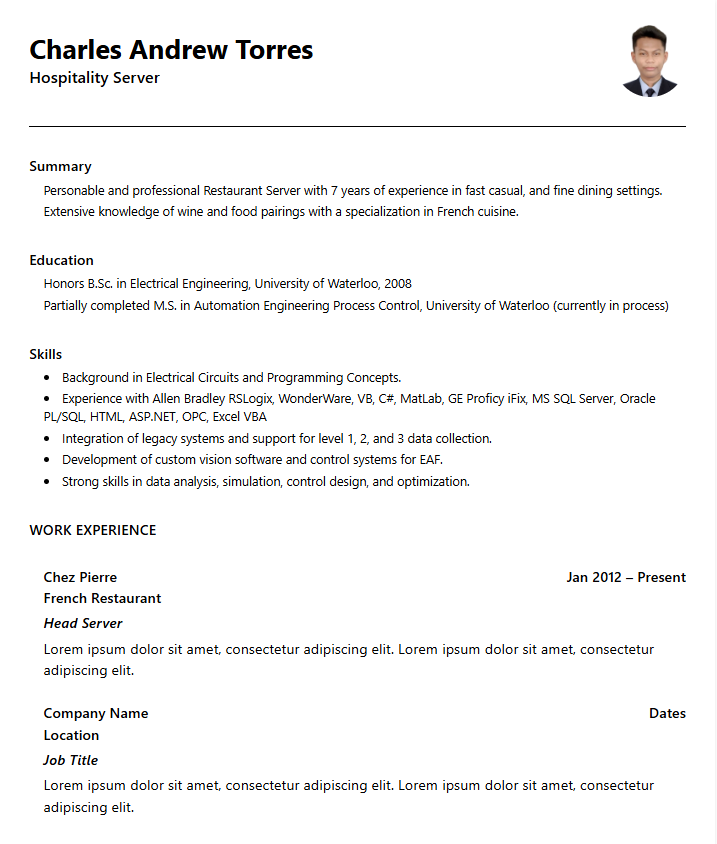 Charles Andrew Torres
Hospitality Server
Summary
Personable and professional Restaurant Server with 7 years of experience in fast casual, and fine dining settings.
Extensive knowledge of wine and food pairings with a specialization in French cuisine.
Education
Honors B.Sc. in Electrical Engineering, University of Waterloo, 2008
Partially completed M.S. in Automation Engineering Process Control, University of Waterloo (currently in process)
Skills
• Background in Electrical Circuits and Programming Concepts.
• Experience with Allen Bradley RSLogix, WonderWare, VB, C#, MatLab, GE Proficy iFix, MS SQL Server, Oracle
PL/SQL, HTML, ASP.NET, OPC, Excel VBA
• Integration of legacy systems and support for level 1, 2, and 3 data collection.
• Development of custom vision software and control systems for EAF.
• Strong skills in data analysis, simulation, control design, and optimization.
WORK EXPERIENCE
Chez Pierre Jan 2012 – Present
French Restaurant
Head Server
Lorem ipsum dolor sit amet, consectetur adipiscing elit. Lorem ipsum dolor sit amet, consectetur
adipiscing elit.
Company Name Dates
Location
Job Title
Lorem ipsum dolor sit amet, consectetur adipiscing elit. Lorem ipsum dolor sit amet, consectetur
adipiscing elit.